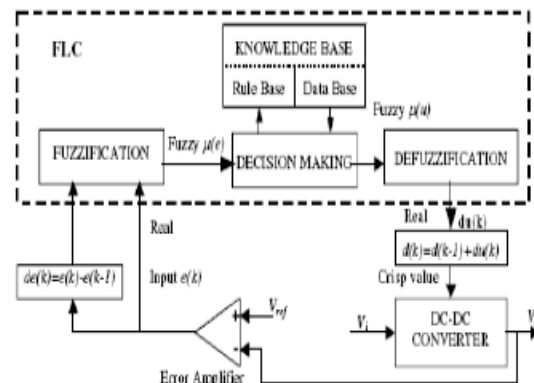 FLC
KNOWLEDGE BASE
Rule Base
Data Base
Fuzzy μ(u)
FUZZIFICATION
Fuzzy μ(e)
DECISION MAKING
DEFUZZIFICATION
Real
Real
du(k)
d(k)=d(k-1)+du(k)
de(k)=e(k)-e(k-1)
Input e(k)
Crisp value
+
Vref
Vi
DC-DC
CONVERTER
-
Error Amplifier